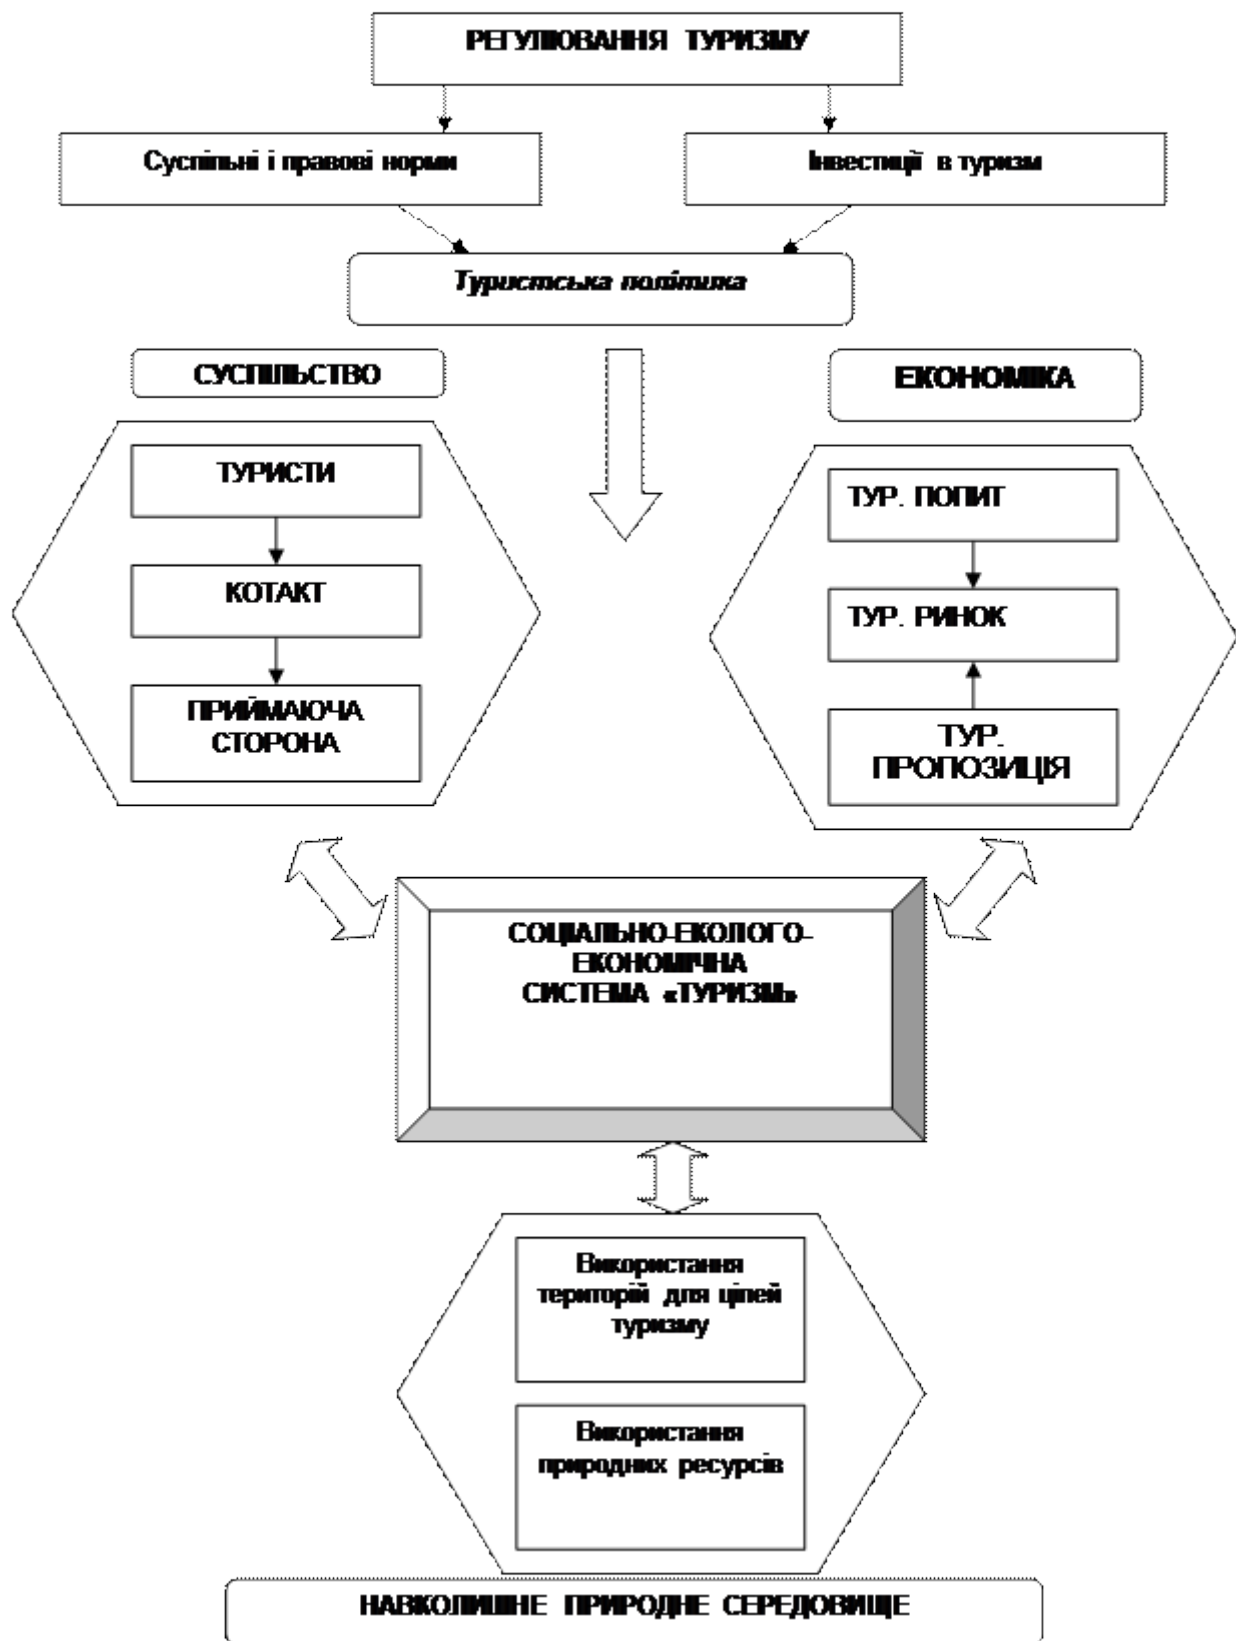 РЕГУЛЮВАННЯ ТУРИЗМУ
Суспільні і правові норми
Інвестиції в туризм
Туристська політика
СУСПІЛЬСТВО
ЕКОНОМІКА
ТУРИСТИ
КОТАКТ
ПРИЙМАЮЧА
СТОРОНА
ТУР. ПОПИТ
ТУР. РИНОК
ТУР.
ПРОПОЗИЦІЯ
СОЦІАЛЬНО-ЕКОЛОГО-
ЕКОНОМІЧНА
СИСТЕМА «ТУРИЗМ»
Використання
територій для цілей
туризму
Використання
природних ресурсів
НАВКОЛИШНЕ ПРИРОДНЕ СЕРЕДОВИЩЕ